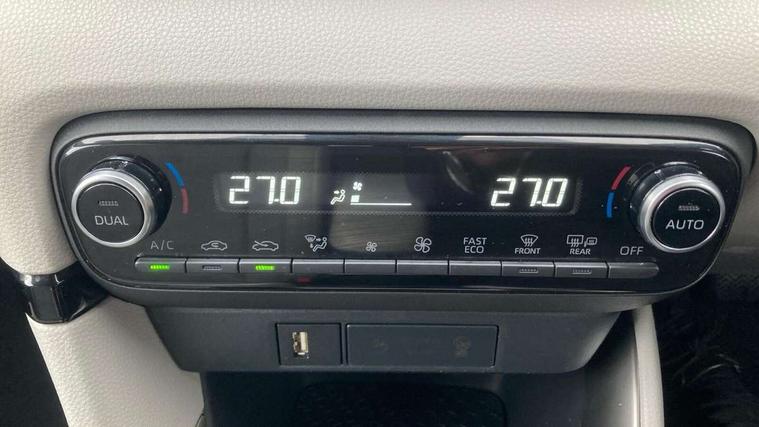 27.0 27.0
DUAL AUTO
A/C FAST ECO FRONT REAR OFF